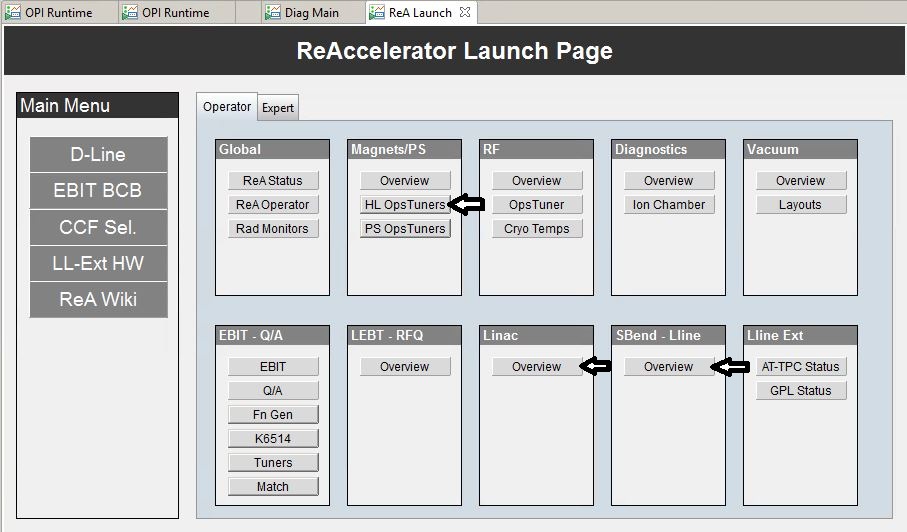 OPI Runtime
OPI Runtime
Diag Main
ReA Launch
ReAccelerator Launch Page
Main Menu
D-Line
EBIT BCB
CCF Sel.
LL-Ext HW
ReA Wiki
Operator
Expert
Global
ReA Status
ReA Operator
Rad Monitors
Magnets/PS
Overview
HL OpsTuners
PS OpsTuners
RF
Overview
OpsTuner
Cryo Temps
Diagnostics
Overview
Ion Chamber
Vacuum
Overview
Layouts
EBIT - Q/A
EBIT
Q/A
Fn Gen
K6514
Tuners
Match
LEBT - RFQ
Overview
Linac
Overview
SBend - Lline
Overview
Lline Ext
AT-TPC Status
GPL Status